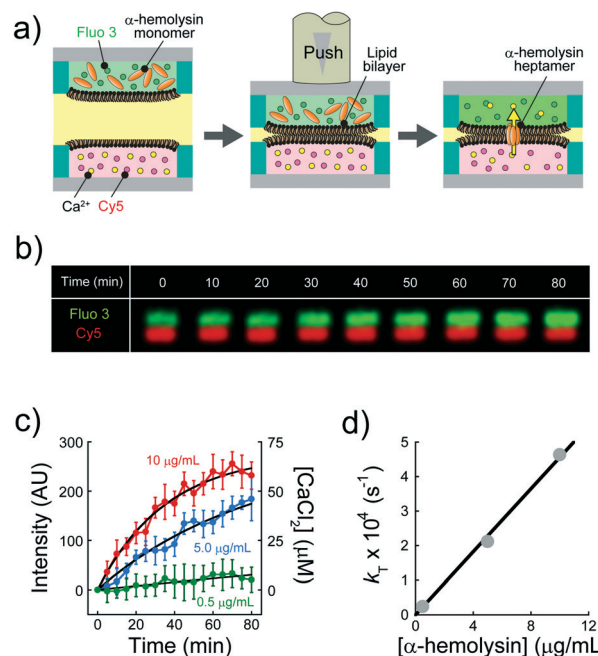 a)
Fluo 3
α-hemolysin
monomer
Push
Lipid
bilayer
α-hemolysin
heptamer
Ca²⁺
Cy5
b)
Time (min) 0 10 20 30 40 50 60 70 80
Fluo 3
Cy5
c)
300
200
100
0
Intensity (AU)
10 μg/mL
5.0 μg/mL
0.5 μg/mL
75
50
25
0
[CaCl₂] (μM)
0 20 40 60 80
Time (min)
d)
5
4
3
2
1
0
k_T x 10⁴ (s⁻¹)
0 4 8 12
[α-hemolysin] (μg/mL)